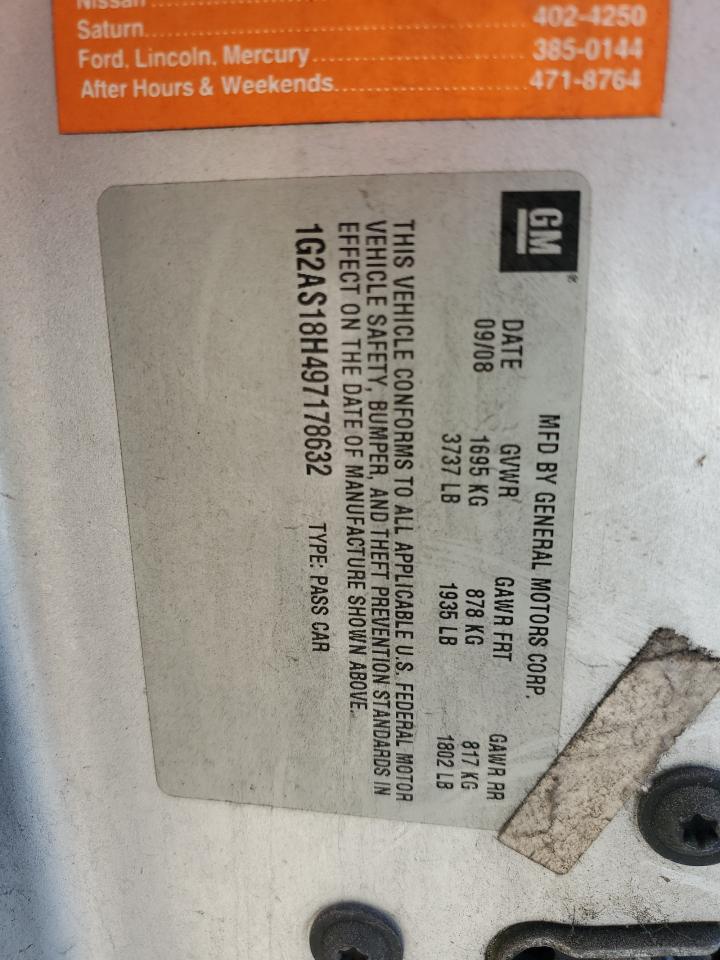 Nissan
Saturn 402-4250
Ford, Lincoln, Mercury 385-0144
After Hours & Weekends 471-8764
GM®
MFD BY GENERAL MOTORS CORP.
DATE GVWR GAWR FRT GAWR RR
09/08 1695 KG 878 KG 817 KG
3737 LB 1935 LB 1802 LB
THIS VEHICLE CONFORMS TO ALL APPLICABLE U.S. FEDERAL MOTOR
VEHICLE SAFETY, BUMPER, AND THEFT PREVENTION STANDARDS IN
EFFECT ON THE DATE OF MANUFACTURE SHOWN ABOVE.
1G2AS18H497178632 TYPE: PASS CAR